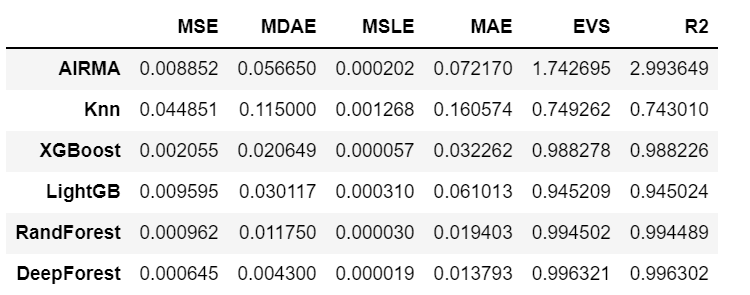 MSE MDAE MSLE MAE EVS R2
AIRMA 0.008852 0.056650 0.000202 0.072170 1.742695 2.993649
Knn 0.044851 0.115000 0.001268 0.160574 0.749262 0.743010
XGBoost 0.002055 0.020649 0.000057 0.032262 0.988278 0.988226
LightGB 0.009595 0.030117 0.000310 0.061013 0.945209 0.945024
RandForest 0.000962 0.011750 0.000030 0.019403 0.994502 0.994489
DeepForest 0.000645 0.004300 0.000019 0.013793 0.996321 0.996302